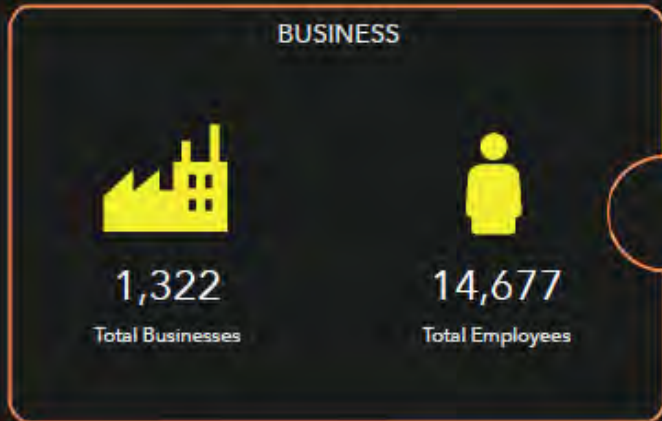 BUSINESS
1,322
14,677
Total Businesses
Total Employees